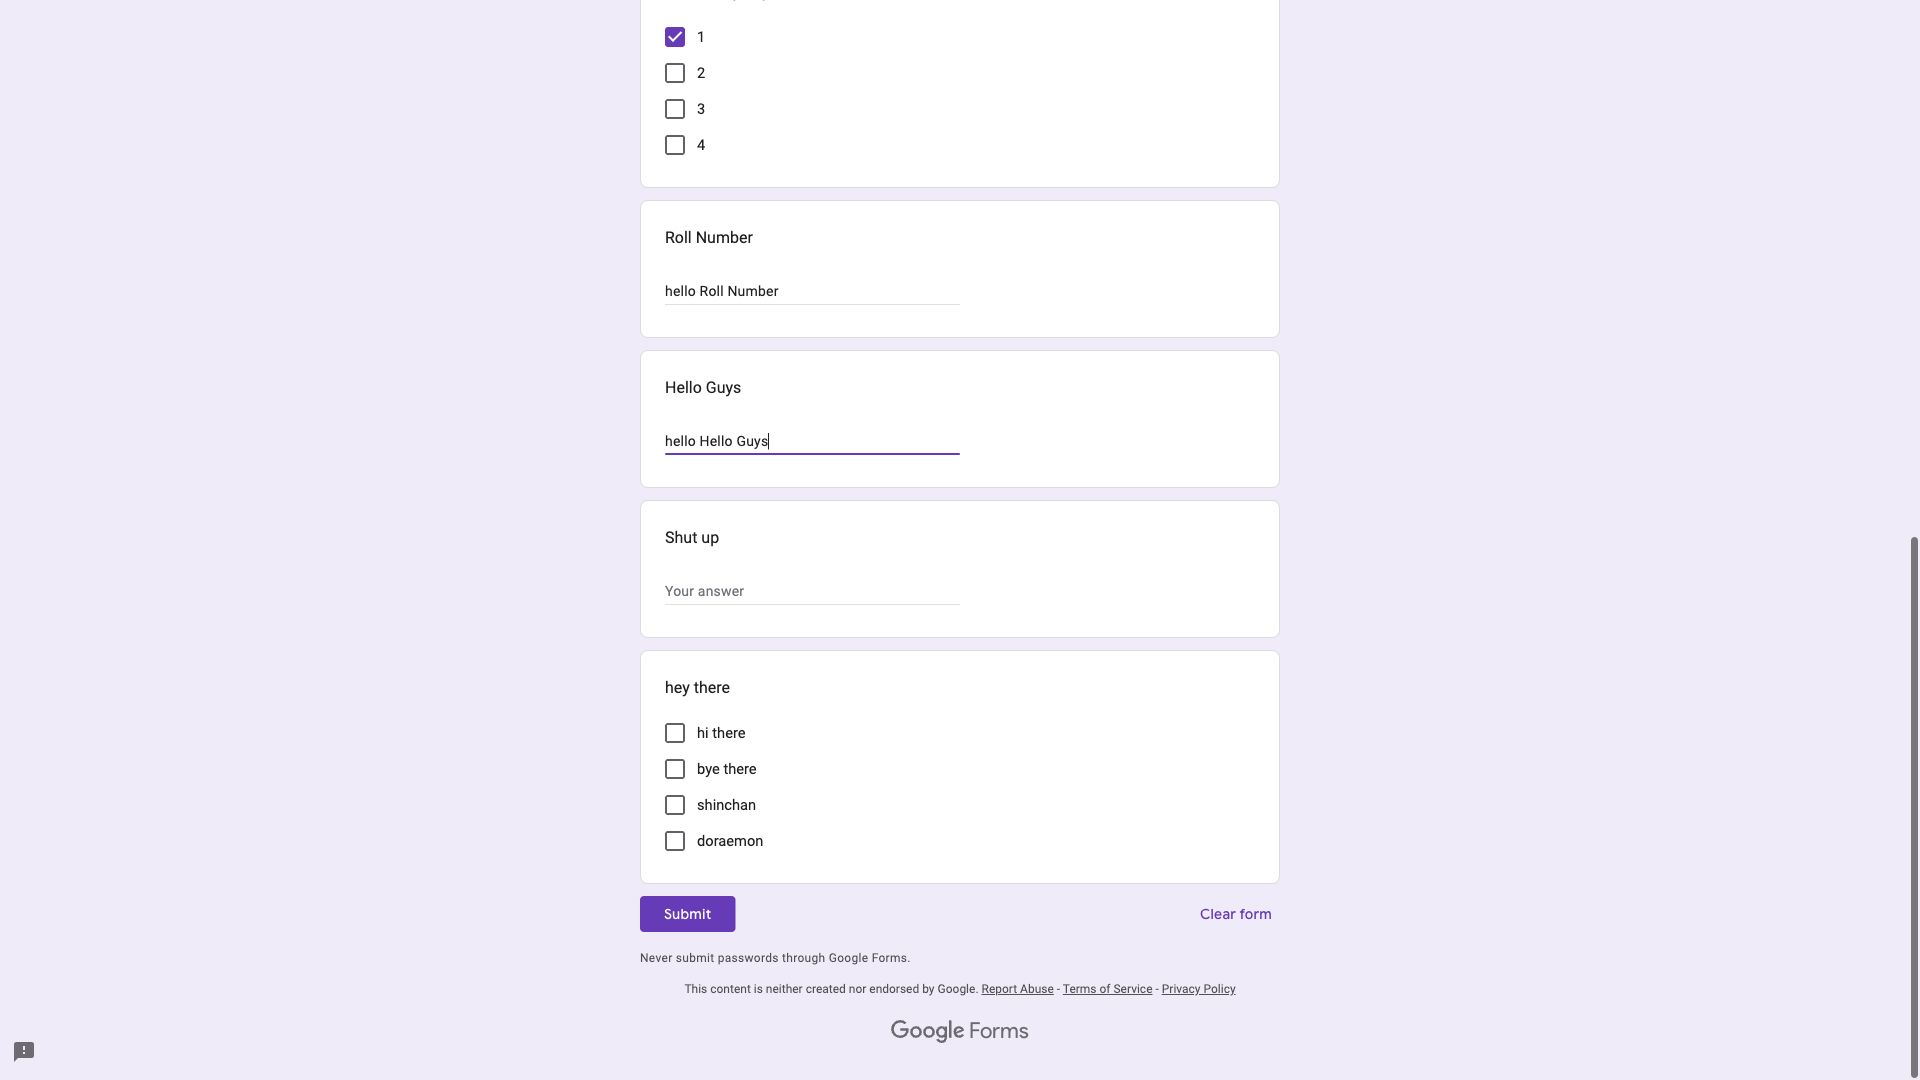 1
2
3
4
Roll Number
hello Roll Number
Hello Guys
hello Hello Guys
Shut up
Your answer
hey there
hi there
bye there
shinchan
doraemon
Submit
Clear form
Never submit passwords through Google Forms.
This content is neither created nor endorsed by Google. Report Abuse - Terms of Service - Privacy Policy
Google Forms